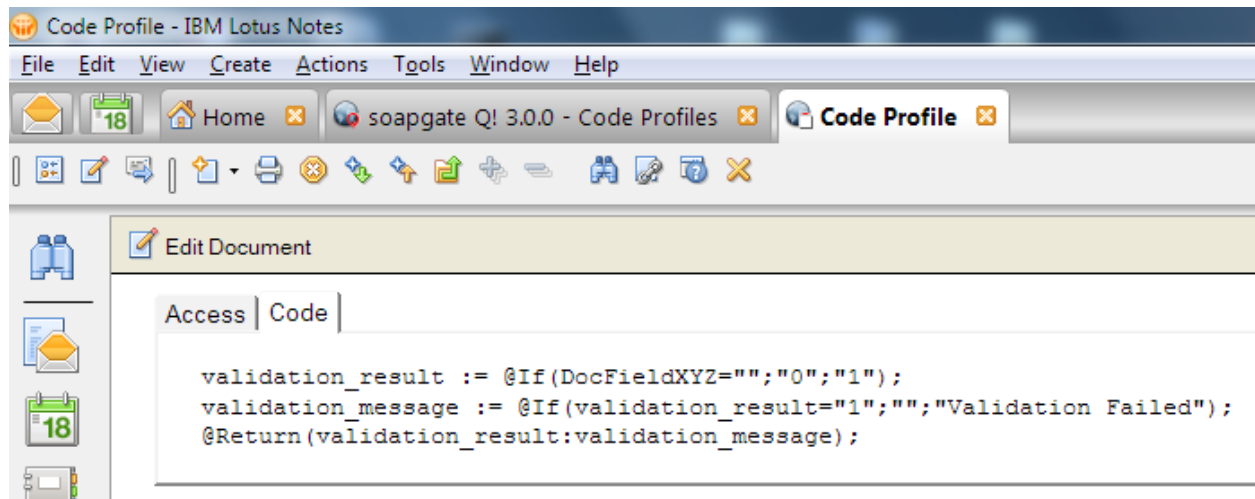 Code Profile - IBM Lotus Notes
File Edit View Create Actions Tools Window Help
18 Home soapgate Q! 3.0.0 - Code Profiles Code Profile
Edit Document
Access Code
validation_result := @If(DocFieldXYZ="";"0";"1");
validation_message := @If(validation_result="1";"";"Validation Failed");
@Return(validation_result:validation_message);
18